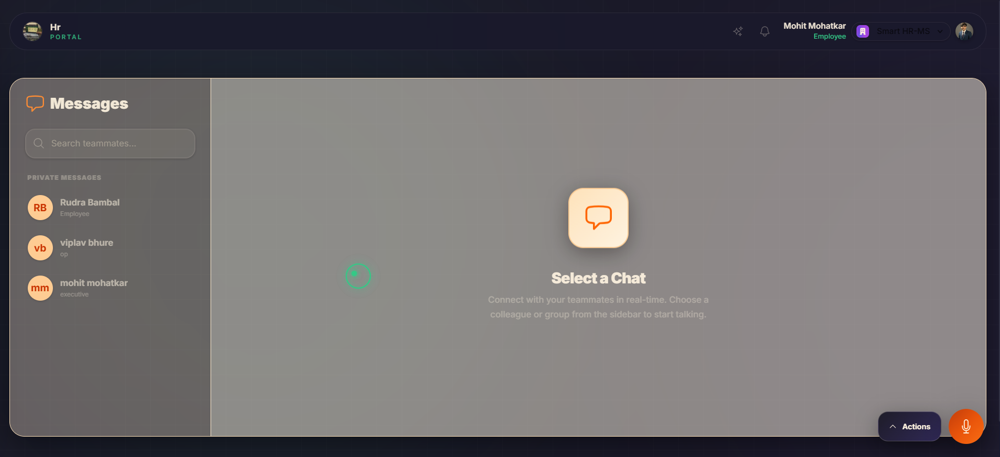 Hr
PORTAL
Mohit Mohatkar
Employee
Smart HR-MS
Messages
Search teammates...
PRIVATE MESSAGES
RB
Rudra Bambal
Employee
vb
viplav bhure
op
mm
mohit mohatkar
executive
Select a Chat
Connect with your teammates in real-time. Choose a
colleague or group from the sidebar to start talking.
Actions